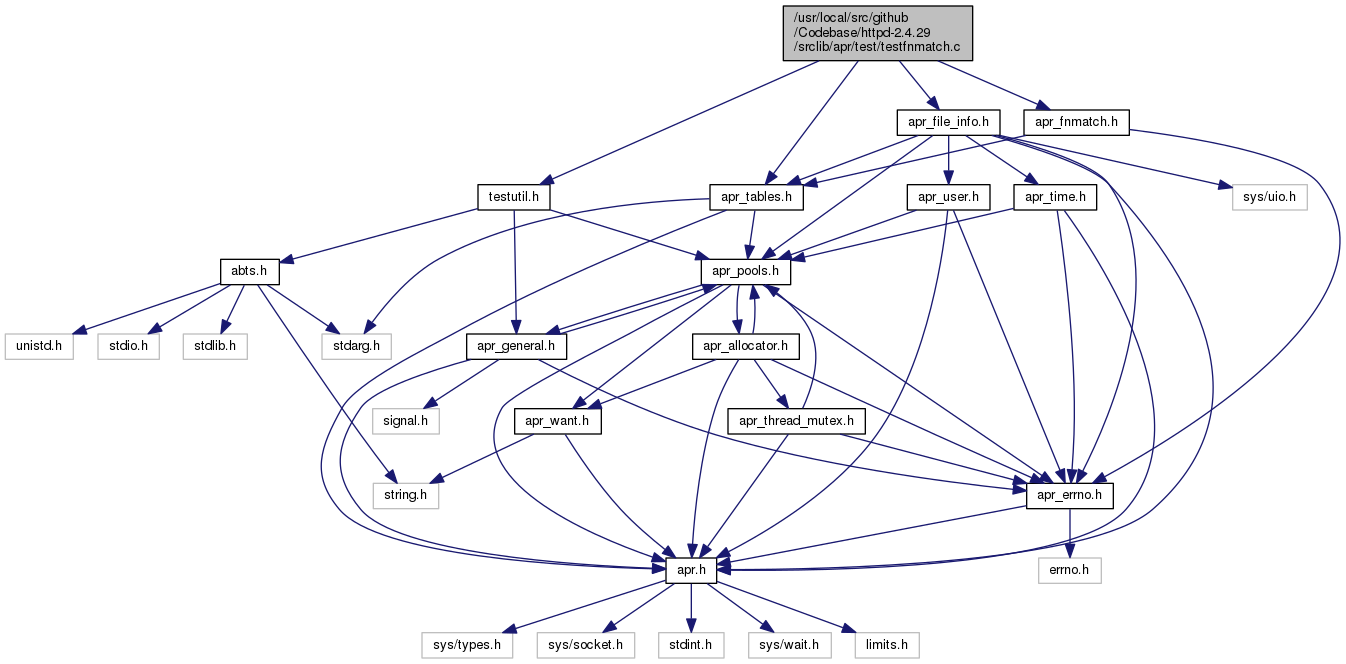 /usr/local/src/github
/Codebase/httpd-2.4.29
/srclib/apr/test/testfnmatch.c
apr_file_info.h
apr_fnmatch.h
testutil.h
apr_tables.h
apr_user.h
apr_time.h
sys/uio.h
abts.h
apr_pools.h
unistd.h
stdio.h
stdlib.h
stdarg.h
apr_general.h
apr_allocator.h
signal.h
apr_want.h
apr_thread_mutex.h
string.h
apr_errno.h
apr.h
errno.h
sys/types.h
sys/socket.h
stdint.h
sys/wait.h
limits.h